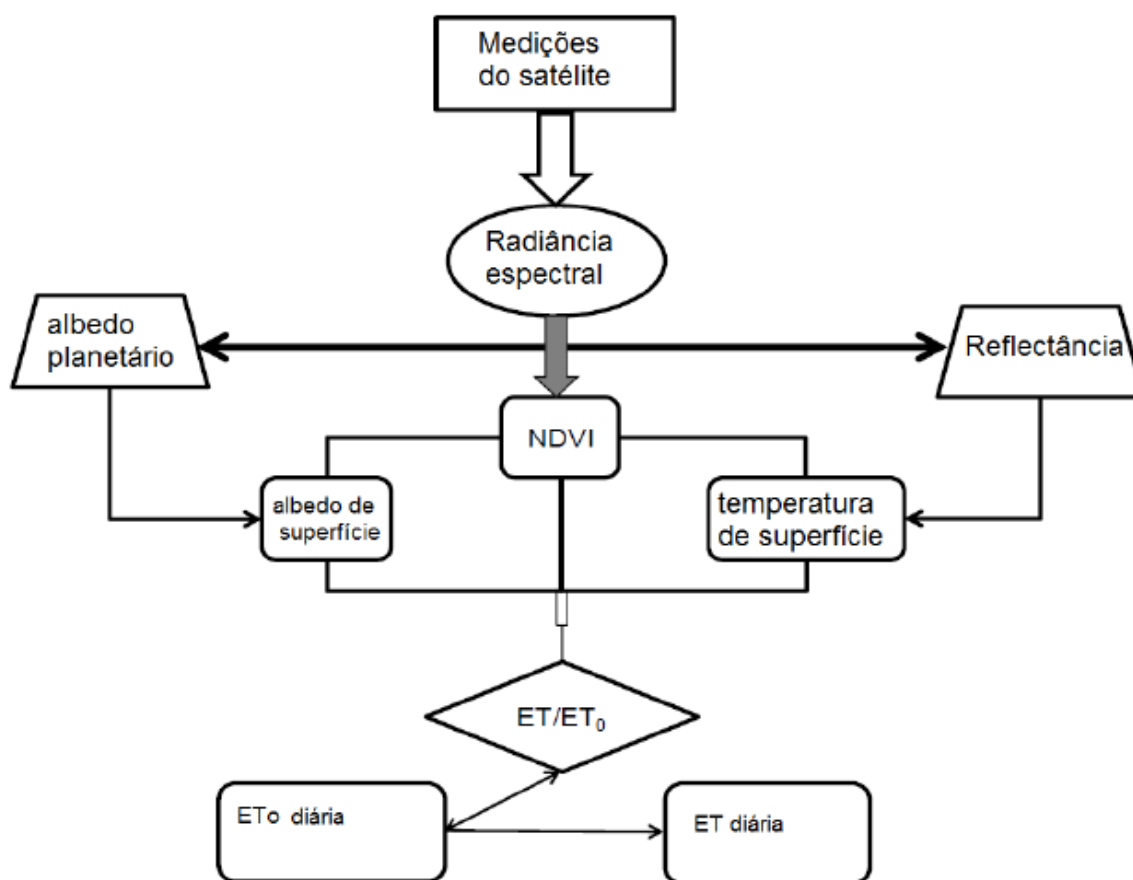 Medições
do satélite
Radiância
espectral
albedo
planetário
Reflectância
NDVI
albedo de
superfície
temperatura
de superfície
ET/ET₀
ETo diária
ET diária